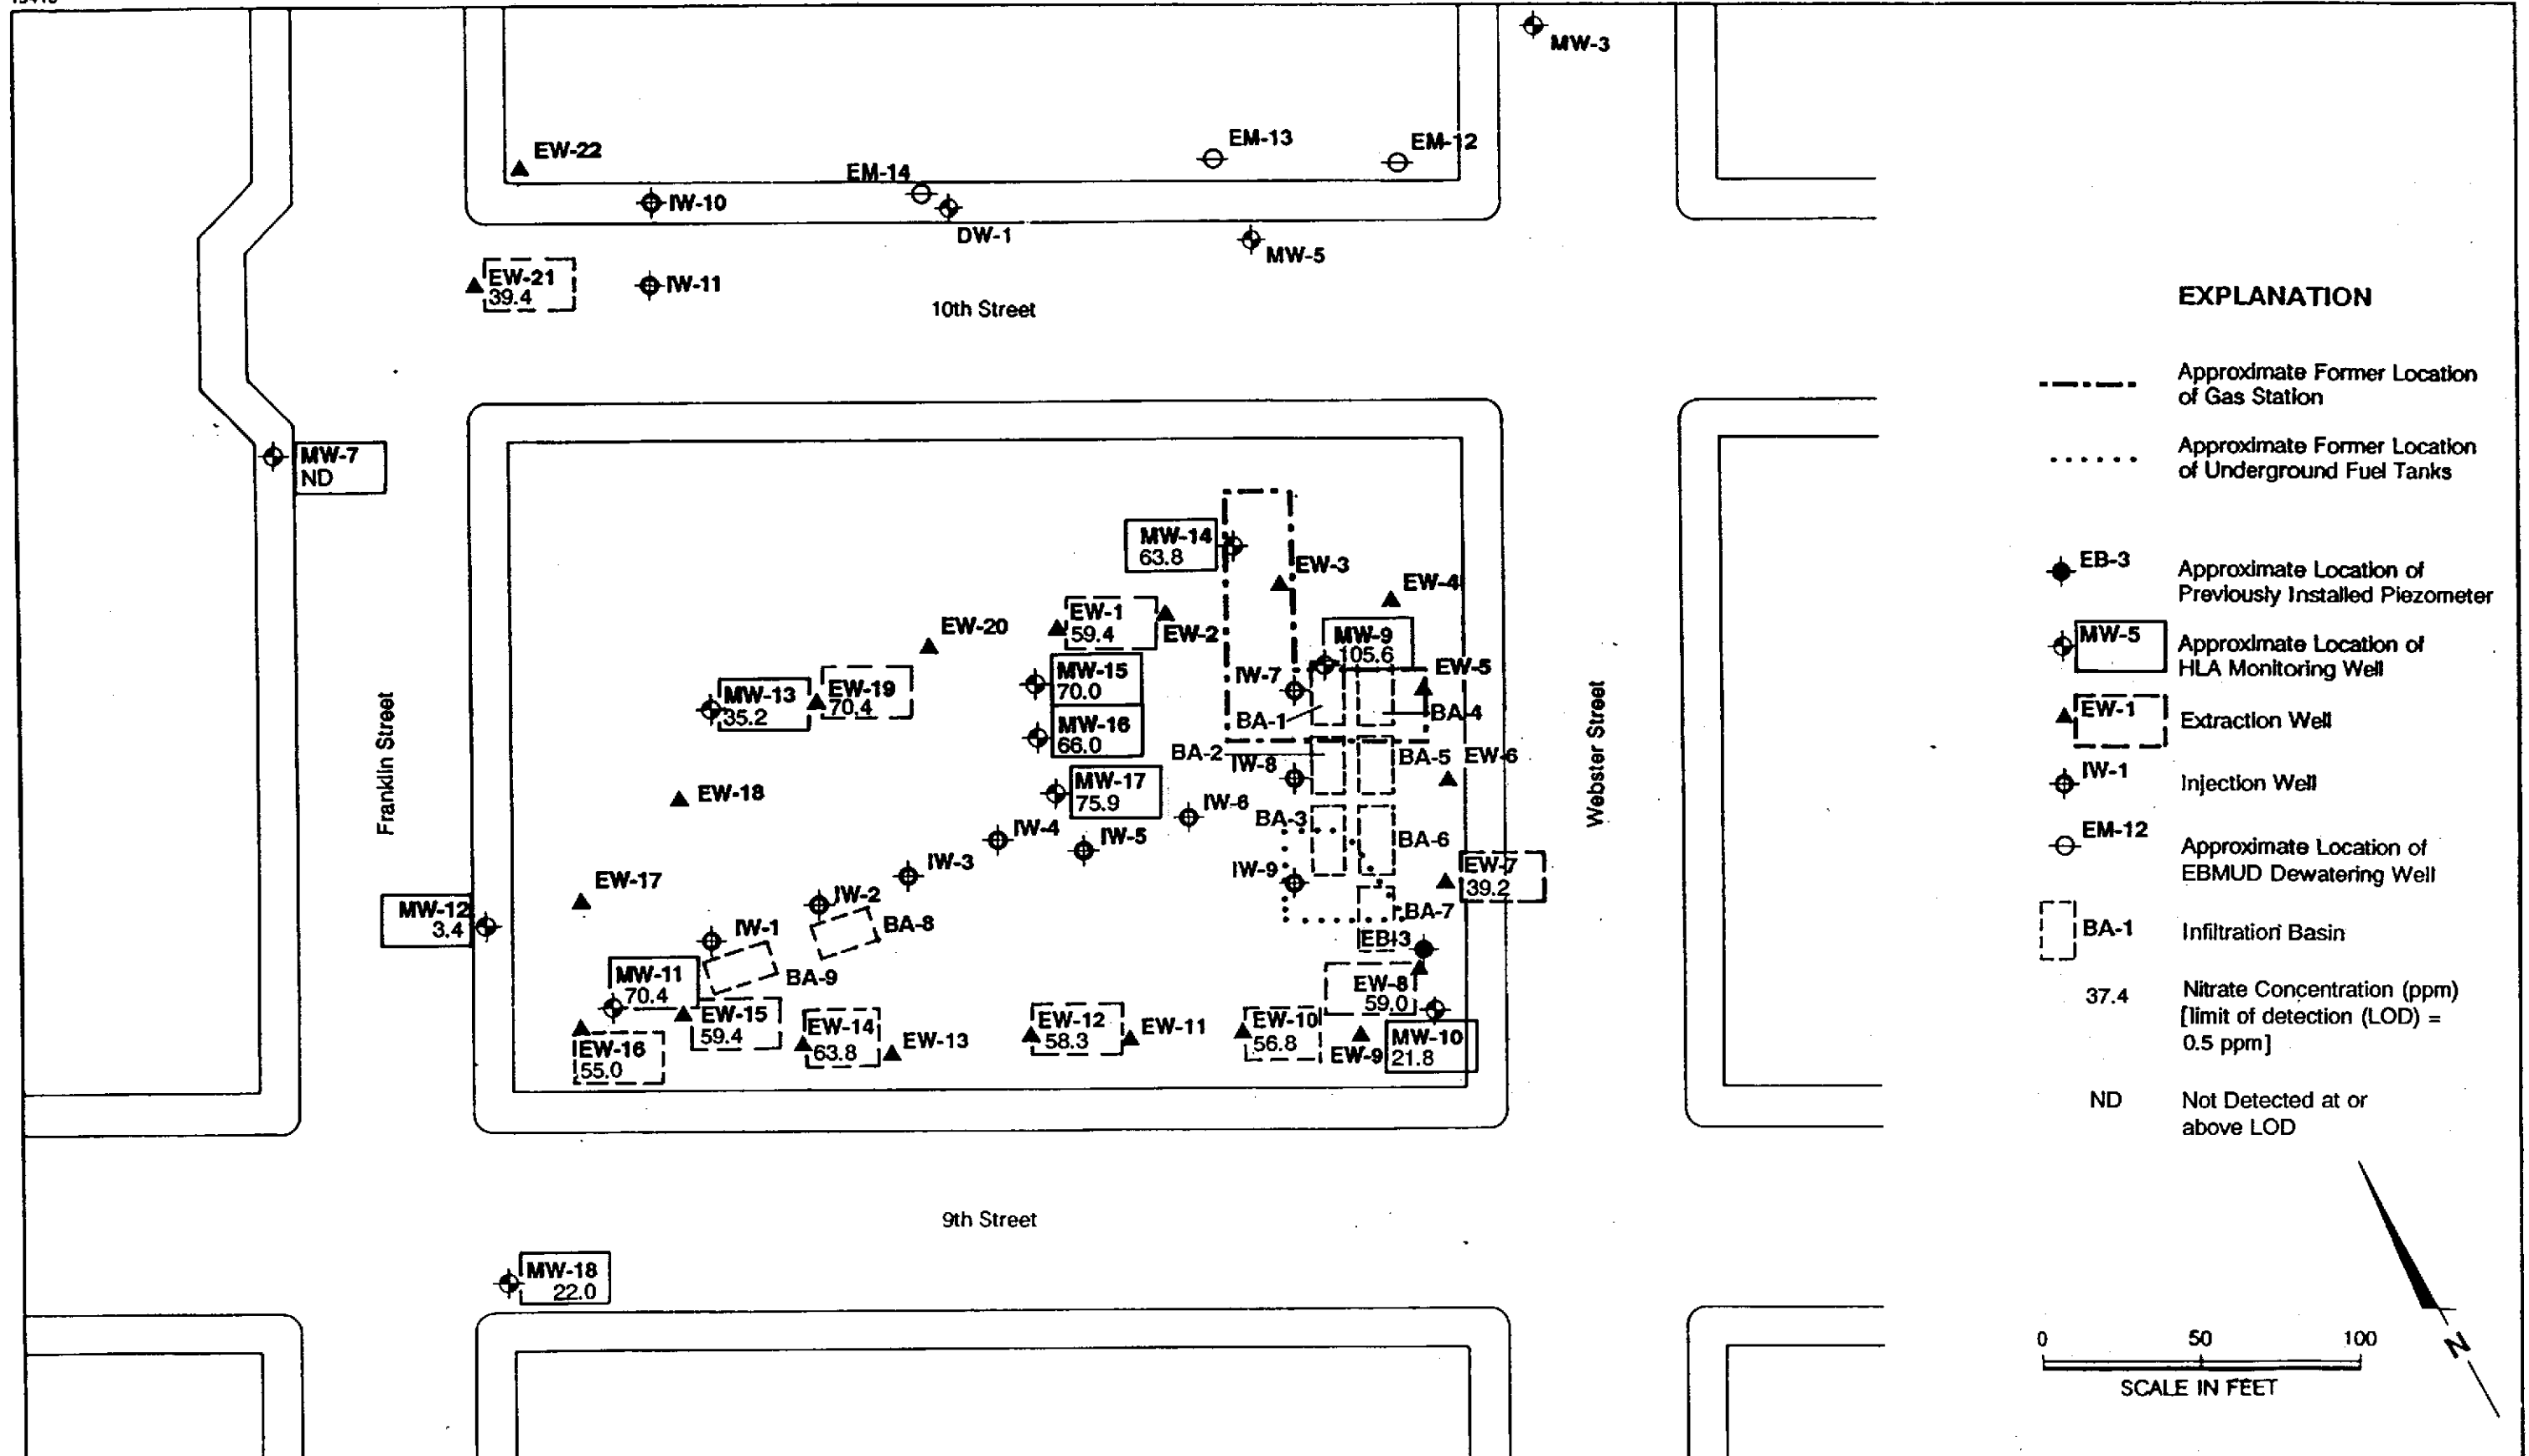 MW-3
EW-22
EM-13
EM-12
EM-14
IW-10
DW-1
MW-5
EW-21
39.4
IW-11
10th Street
MW-7
ND
MW-14
63.8
EW-3
EW-4
EW-1
59.4
EW-2
EW-20
MW-9
105.6
MW-15
70.0
IW-7
EW-5
MW-13
35.2
EW-19
70.4
BA-1
BA-4
MW-16
66.0
BA-2
IW-8
BA-5
EW-6
MW-17
75.9
EW-18
IW-6
BA-3
IW-4
IW-5
BA-6
IW-3
IW-9
EW-7
39.2
EW-17
IW-2
BA-7
MW-12
3.4
IW-1
BA-8
EB-3
BA-9
MW-11
70.4
EW-8
59.0
EW-15
59.4
EW-14
63.8
EW-13
EW-12
58.3
EW-11
EW-10
56.8
EW-9
MW-10
21.8
EW-16
55.0
Franklin Street
Webster Street
9th Street
MW-18
22.0
EXPLANATION
Approximate Former Location
of Gas Station
Approximate Former Location
of Underground Fuel Tanks
EB-3
Approximate Location of
Previously Installed Piezometer
MW-5
Approximate Location of
HLA Monitoring Well
EW-1
Extraction Well
IW-1
Injection Well
EM-12
Approximate Location of
EBMUD Dewatering Well
BA-1
Infiltration Basin
37.4
Nitrate Concentration (ppm)
[limit of detection (LOD) =
0.5 ppm]
ND
Not Detected at or
above LOD
N
0 50 100
SCALE IN FEET